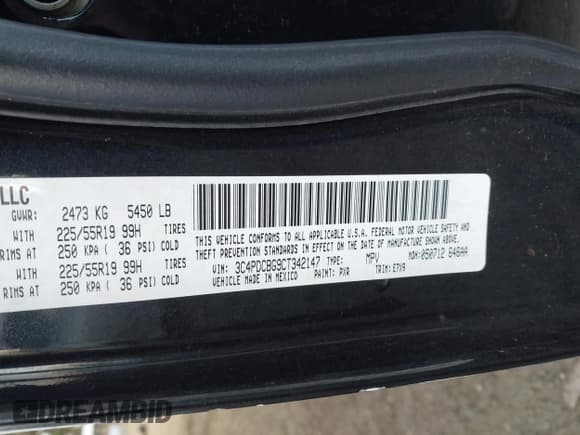 LLC
GVWR: 2473 KG 5450 LB
WITH 225/55R19 99H TIRES
RIMS AT 250 KPA ( 36 PSI) COLD
WITH 225/55R19 99H TIRES
RIMS AT 250 KPA ( 36 PSI) COLD
THIS VEHICLE CONFORMS TO ALL APPLICABLE U.S.A. FEDERAL MOTOR VEHICLE SAFETY AND
THEFT PREVENTION STANDARDS IN EFFECT ON THE DATE OF MANUFACTURE SHOWN ABOVE.
VIN: 3C4PDCBG9CT342147 TYPE: MPV MDH: 050712 646AA
VEHICLE MADE IN MEXICO PAINT: PXR TRIM: E7X9
DREAMBID